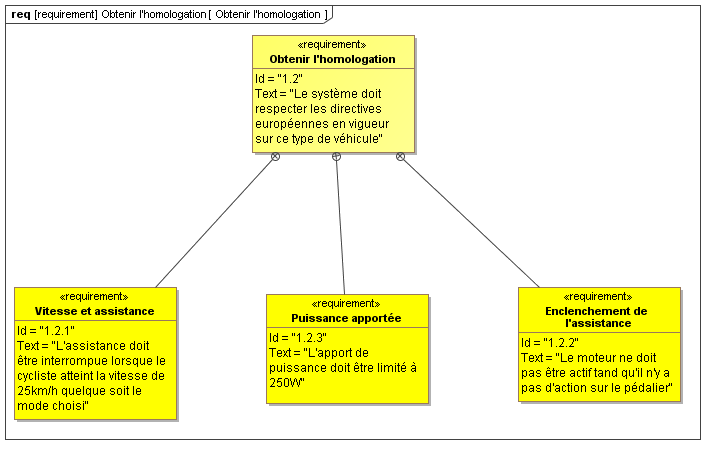 req [requirement] Obtenir l'homologation [ Obtenir l'homologation ]
«requirement»
Obtenir l'homologation
Id = "1.2"
Text = "Le système doit
respecter les directives
européennes en vigueur
sur ce type de véhicule"
«requirement»
Vitesse et assistance
Id = "1.2.1"
Text = "L'assistance doit
être interrompue lorsque le
cycliste atteint la vitesse de
25km/h quelque soit le
mode choisi"
«requirement»
Puissance apportée
Id = "1.2.3"
Text = "L'apport de
puissance doit être limité à
250W"
«requirement»
Enclenchement de
l'assistance
Id = "1.2.2"
Text = "Le moteur ne doit
pas être actif tand qu'il n'y a
pas d'action sur le pédalier"